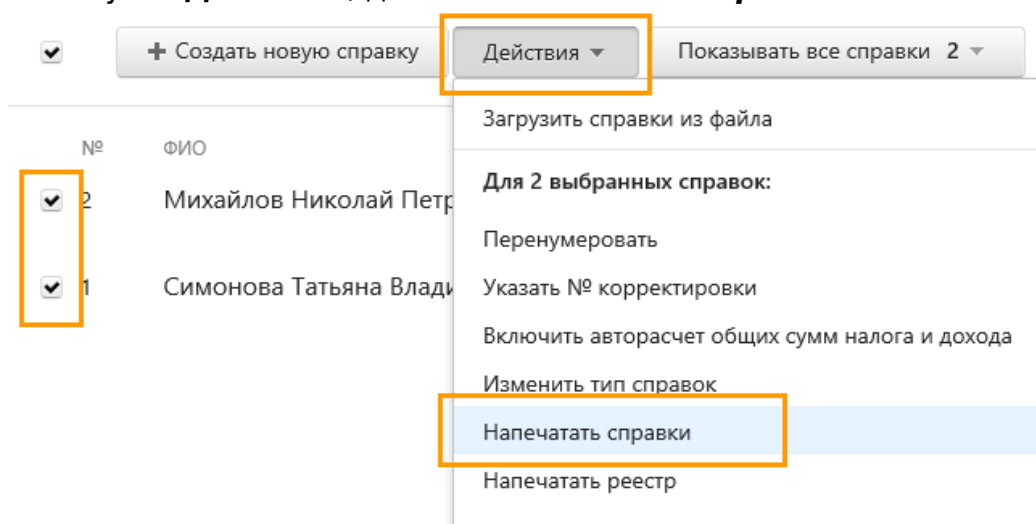 + Создать новую справку Действия Показывать все справки 2
Загрузить справки из файла
№ ФИО
Для 2 выбранных справок:
2 Михайлов Николай Петр
Перенумеровать
1 Симонова Татьяна Влади
Указать № корректировки
Включить авторасчет общих сумм налога и дохода
Изменить тип справок
Напечатать справки
Напечатать реестр